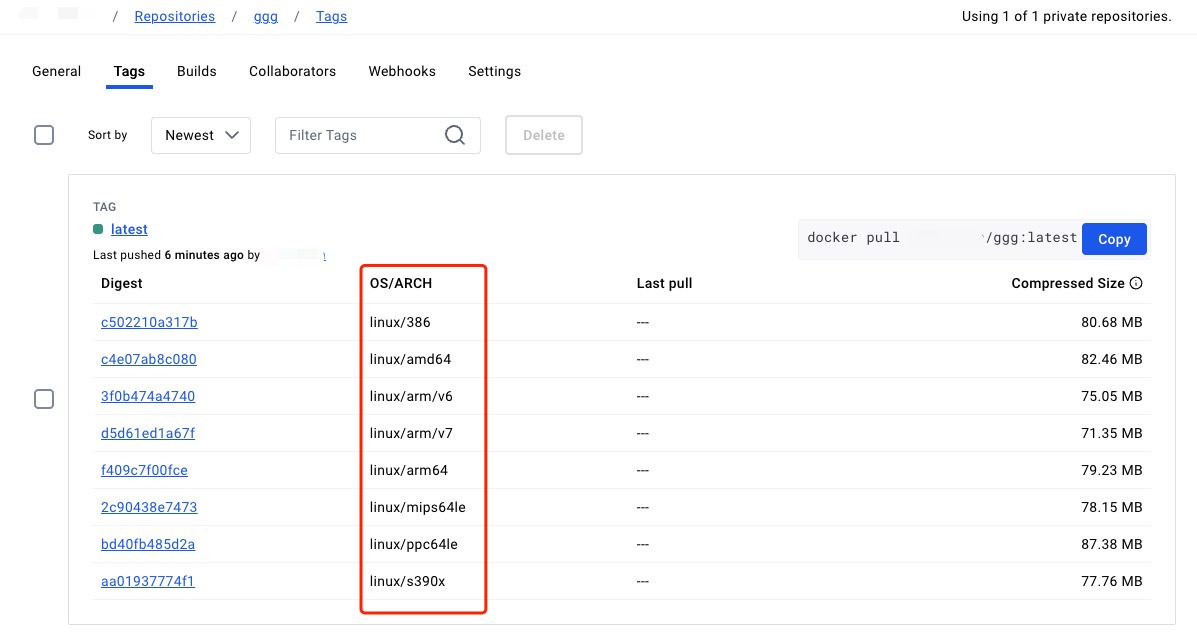 / Repositories / ggg / Tags Using 1 of 1 private repositories.
General Tags Builds Collaborators Webhooks Settings
Sort by Newest Filter Tags Delete
TAG
latest
docker pull /ggg:latest Copy
Last pushed 6 minutes ago by
Digest OS/ARCH Last pull Compressed Size
c502210a317b linux/386 --- 80.68 MB
c4e07ab8c080 linux/amd64 --- 82.46 MB
3f0b474a4740 linux/arm/v6 --- 75.05 MB
d5d61ed1a67f linux/arm/v7 --- 71.35 MB
f409c7f00fce linux/arm64 --- 79.23 MB
2c90438e7473 linux/mips64le --- 78.15 MB
bd40fb485d2a linux/ppc64le --- 87.38 MB
aa01937774f1 linux/s390x --- 77.76 MB